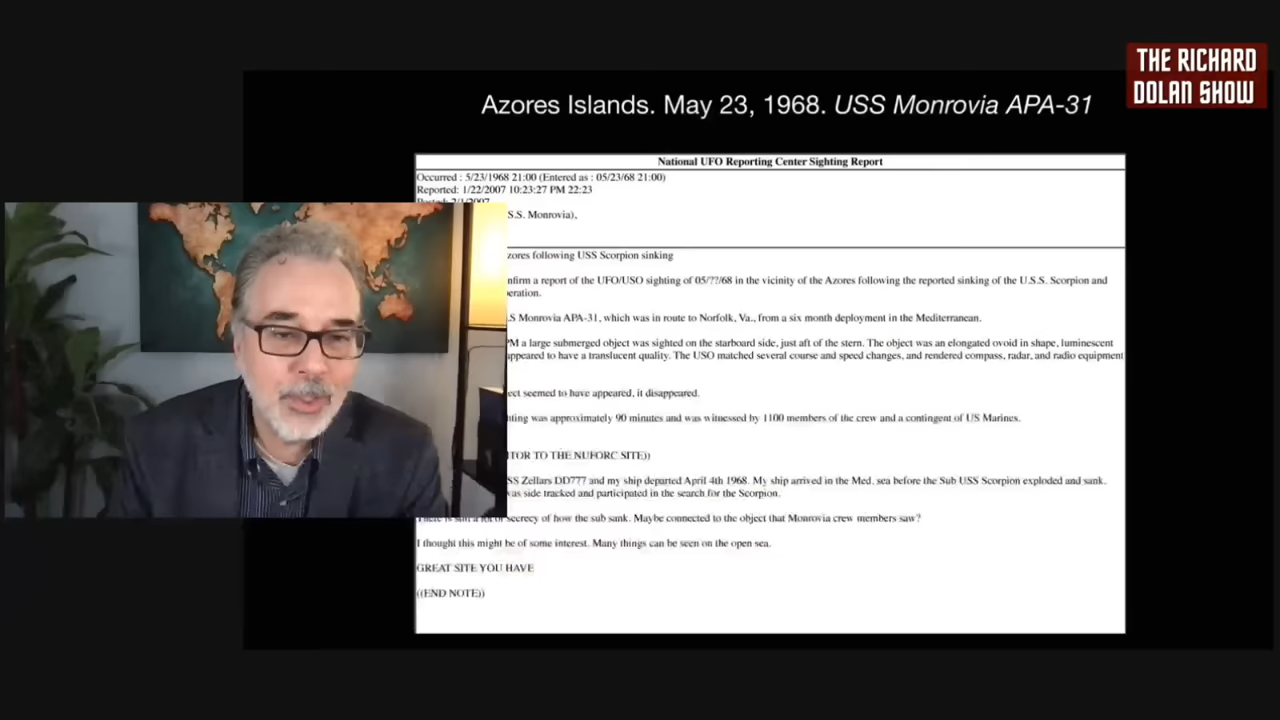 THE RICHARD
DOLAN SHOW
Azores Islands. May 23, 1968. USS Monrovia APA-31
National UFO Reporting Center Sighting Report
Occurred : 5/23/1968 21:00 (Entered as : 05/23/68 21:00)
Reported: 1/22/2007 10:23:27 PM 22:23
Posted: 2/1/2007
S.S. Monrovia),
zores following USS Scorpion sinking
nfirm a report of the UFO/USO sighting of 05/??/68 in the vicinity of the Azores following the reported sinking of the U.S.S. Scorpion and
eration.
.S Monrovia APA-31, which was in route to Norfolk, Va., from a six month deployment in the Mediterranean.
PM a large submerged object was sighted on the starboard side, just aft of the stern. The object was an elongated ovoid in shape, luminescent
appeared to have a translucent quality. The USO matched several course and speed changes, and rendered compass, radar, and radio equipment
ect seemed to have appeared, it disappeared.
hting was approximately 90 minutes and was witnessed by 1100 members of the crew and a contingent of US Marines.
ITOR TO THE NUFORC SITE))
SS Zellars DD777 and my ship departed April 4th 1968. My ship arrived in the Med. sea before the Sub USS Scorpion exploded and sank.
was side tracked and participated in the search for the Scorpion.
There is still a lot of secrecy of how the sub sank. Maybe connected to the object that Monrovia crew members saw?
I thought this might be of some interest. Many things can be seen on the open sea.
GREAT SITE YOU HAVE
((END NOTE))